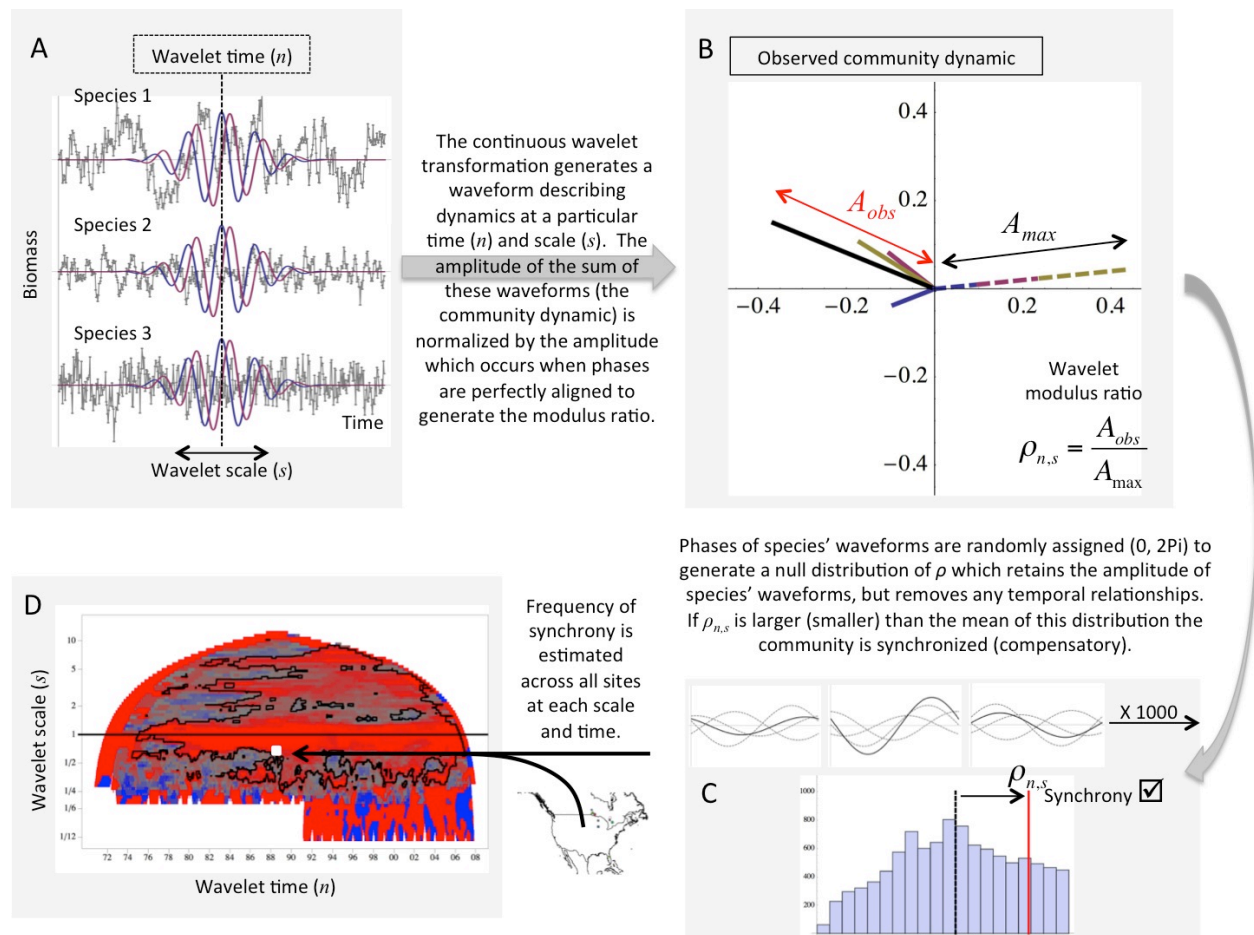 A
Wavelet time (n)
Species 1
Species 2
Species 3
Biomass
Time
Wavelet scale (s)
The continuous wavelet
transformation generates a
waveform describing
dynamics at a particular
time (n) and scale (s). The
amplitude of the sum of
these waveforms (the
community dynamic) is
normalized by the amplitude
which occurs when phases
are perfectly aligned to
generate the modulus ratio.
B
Observed community dynamic
0.4
0.2
A_obs
A_max
−0.4 −0.2 0.2 0.4
−0.2
−0.4
Wavelet
modulus ratio
ρ_n,s = A_obs / A_max
Phases of species’ waveforms are randomly assigned (0, 2Pi) to
generate a null distribution of ρ which retains the amplitude of
species’ waveforms, but removes any temporal relationships.
If ρ_n,s is larger (smaller) than the mean of this distribution the
community is synchronized (compensatory).
X 1000
C
ρ_n,s
Synchrony ☑
1000
800
600
400
200
D
Frequency of
synchrony is
estimated
across all sites
at each scale
and time.
Wavelet scale (s)
10
5
2
1
1/2
1/4
1/6
1/12
72 74 76 78 80 82 84 86 88 90 92 94 96 98 00 02 04 06 08
Wavelet time (n)